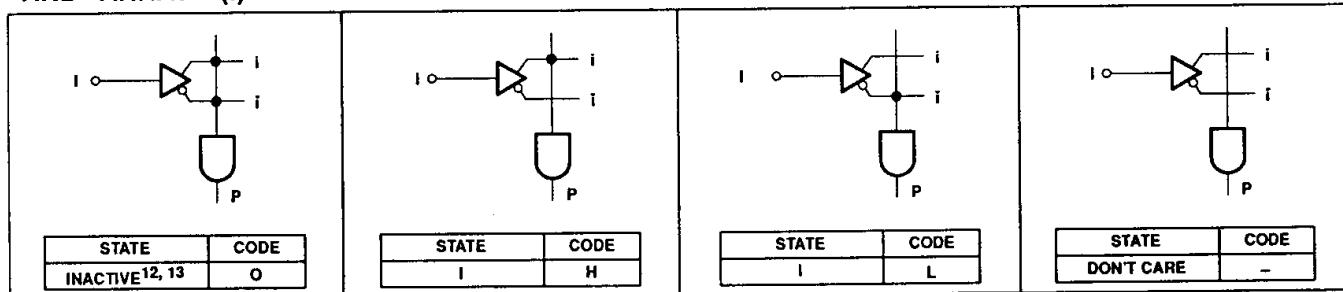 I
i
i̅
P
STATE CODE
INACTIVE12, 13 O
I
i
i̅
P
STATE CODE
I H
I
i
i̅
P
STATE CODE
I L
I
i
i̅
P
STATE CODE
DON'T CARE –